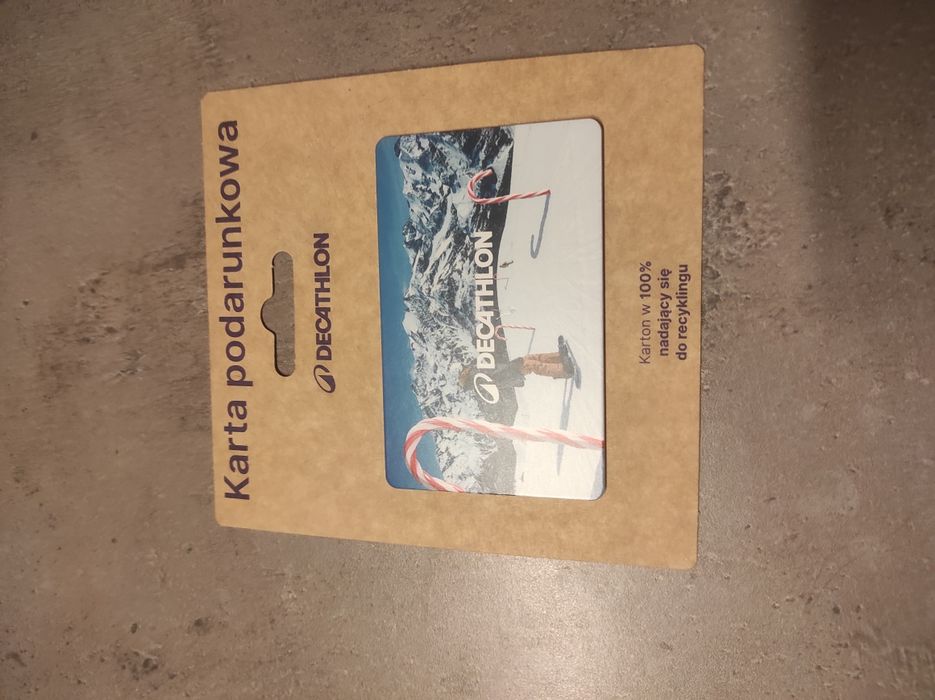 Karta podarunkowa
DECATHLON
DECATHLON
Karton w 100%
nadający się
do recyklingu